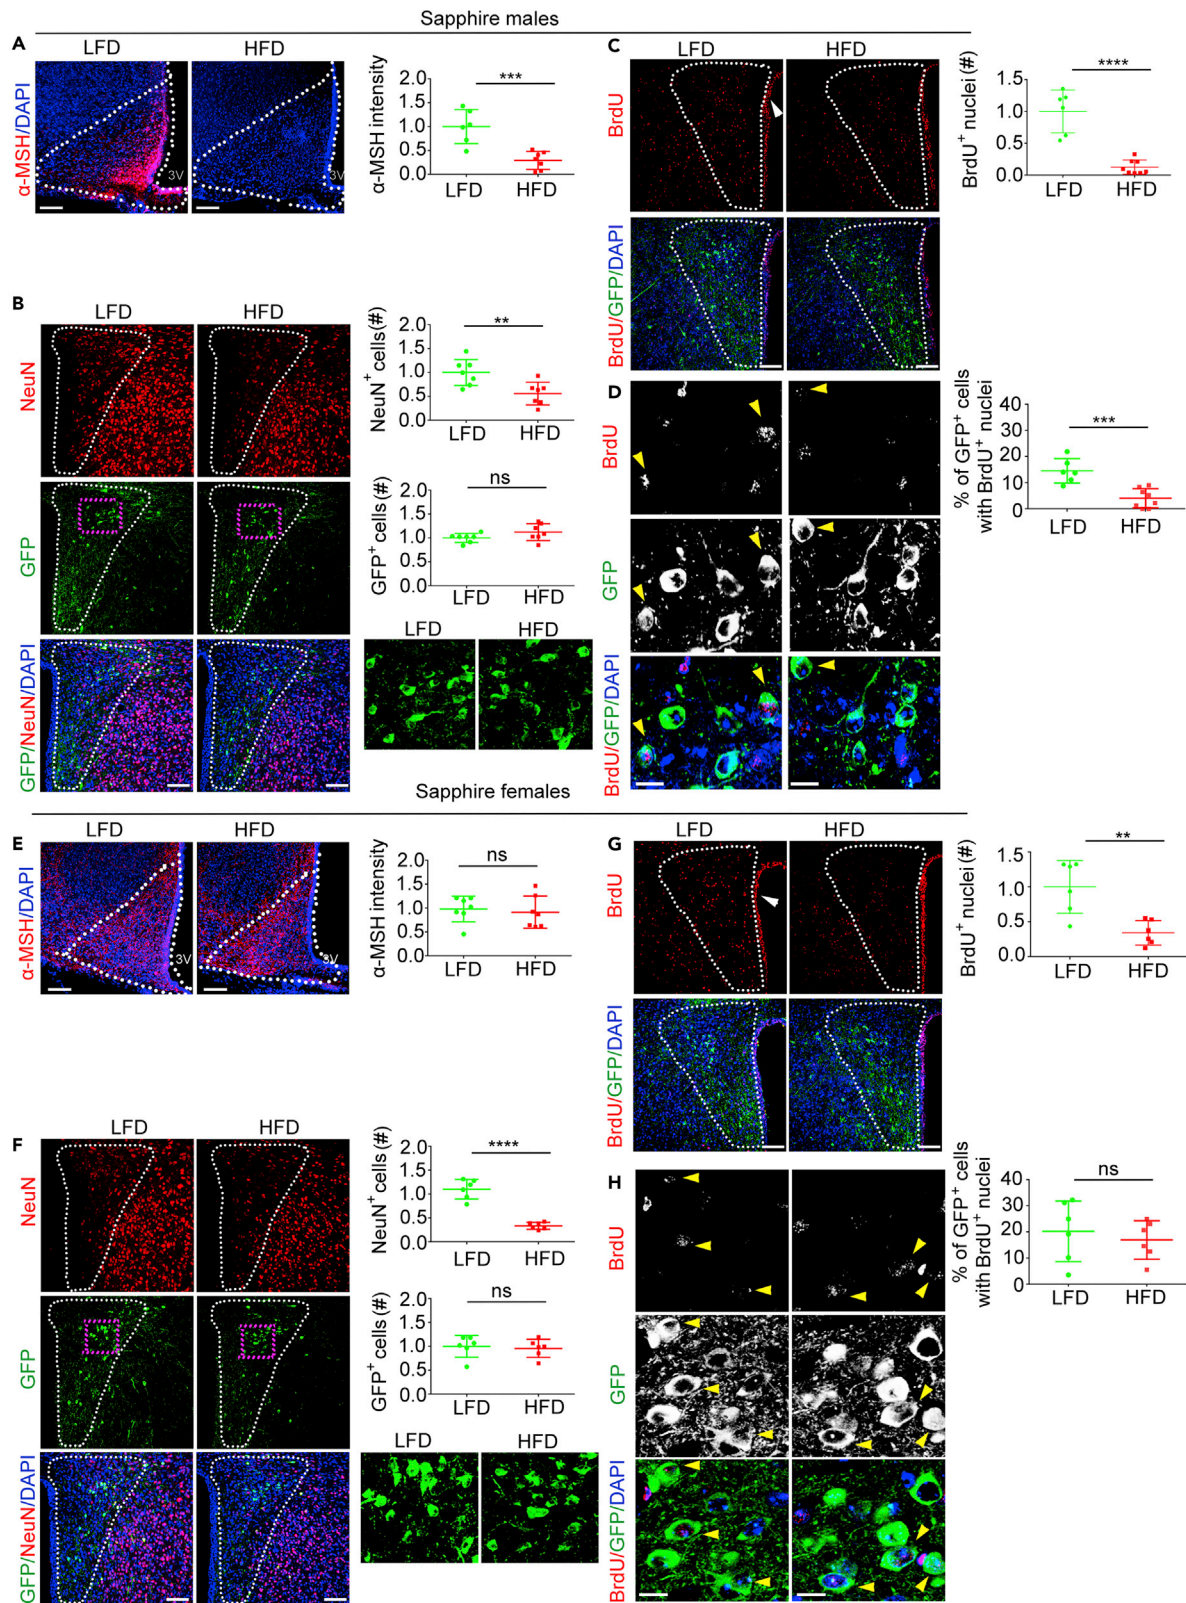 Sapphire males
A
LFD
HFD
α-MSH/DAPI
3V
3V
α-MSH intensity
2.0
1.5
1.0
0.5
0.0
***
LFD
HFD
B
LFD
HFD
NeuN
GFP
GFP/NeuN/DAPI
NeuN+ cells(#)
2.0
1.5
1.0
0.5
0.0
**
LFD
HFD
GFP+ cells (#)
2.0
1.5
1.0
0.5
0.0
ns
LFD
HFD
LFD
HFD
C
LFD
HFD
BrdU
BrdU/GFP/DAPI
BrdU+ nuclei(#)
1.5
1.0
0.5
0.0
****
LFD
HFD
D
BrdU
GFP
BrdU/GFP/DAPI
% of GFP+ cells
with BrdU+ nuclei
40
30
20
10
0
***
LFD
HFD
Sapphire females
E
LFD
HFD
α-MSH/DAPI
3V
3V
α-MSH intensity
2.0
1.5
1.0
0.5
0.0
ns
LFD
HFD
F
LFD
HFD
NeuN
GFP
GFP/NeuN/DAPI
NeuN+ cells (#)
2.0
1.5
1.0
0.5
0.0
****
LFD
HFD
GFP+ cells (#)
2.0
1.5
1.0
0.5
0.0
ns
LFD
HFD
LFD
HFD
G
LFD
HFD
BrdU
BrdU/GFP/DAPI
BrdU+ nuclei (#)
1.5
1.0
0.5
0.0
**
LFD
HFD
H
BrdU
GFP
BrdU/GFP/DAPI
% of GFP+ cells
with BrdU+ nuclei
40
30
20
10
0
ns
LFD
HFD